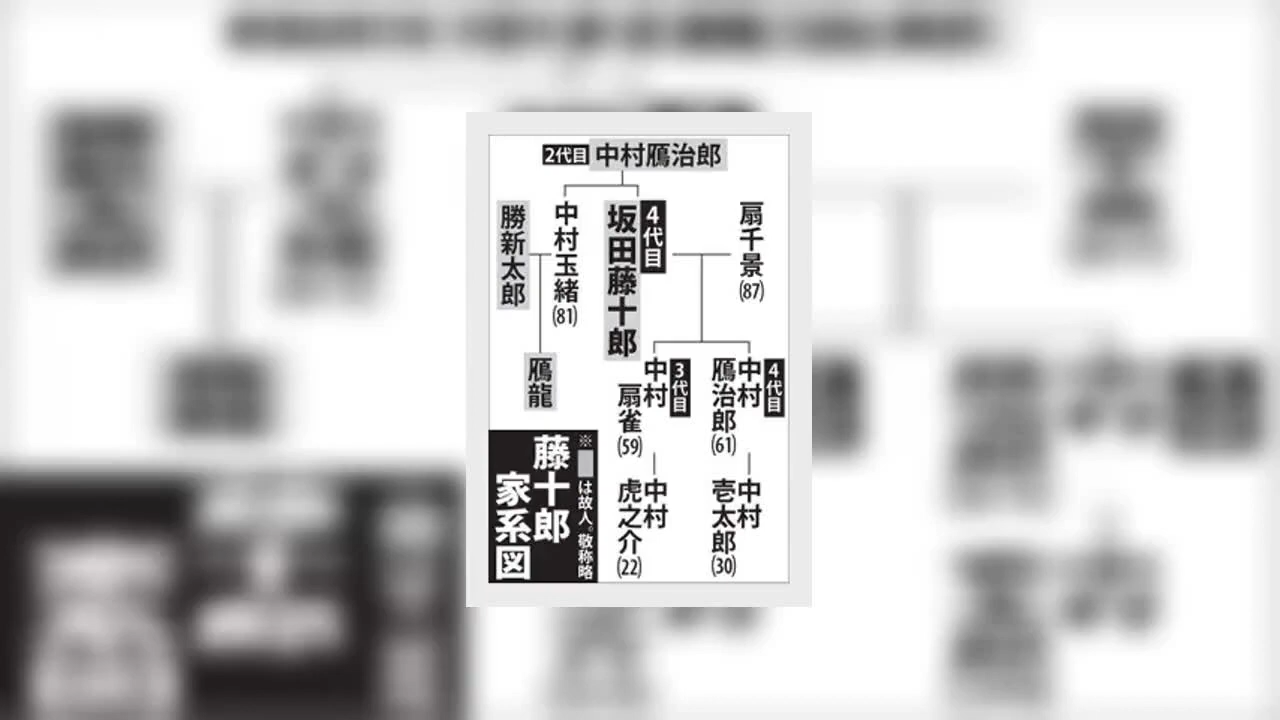 2代目 中村鴈治郎
扇千景(87)
4代目
坂田藤十郎
中村玉緒(81)
勝新太郎
鴈龍
4代目
中村
鴈治郎(61)
3代目
中村
扇雀(59)
中村
壱太郎(30)
中村
虎之介(22)
※ は故人。敬称略
藤十郎
家系図